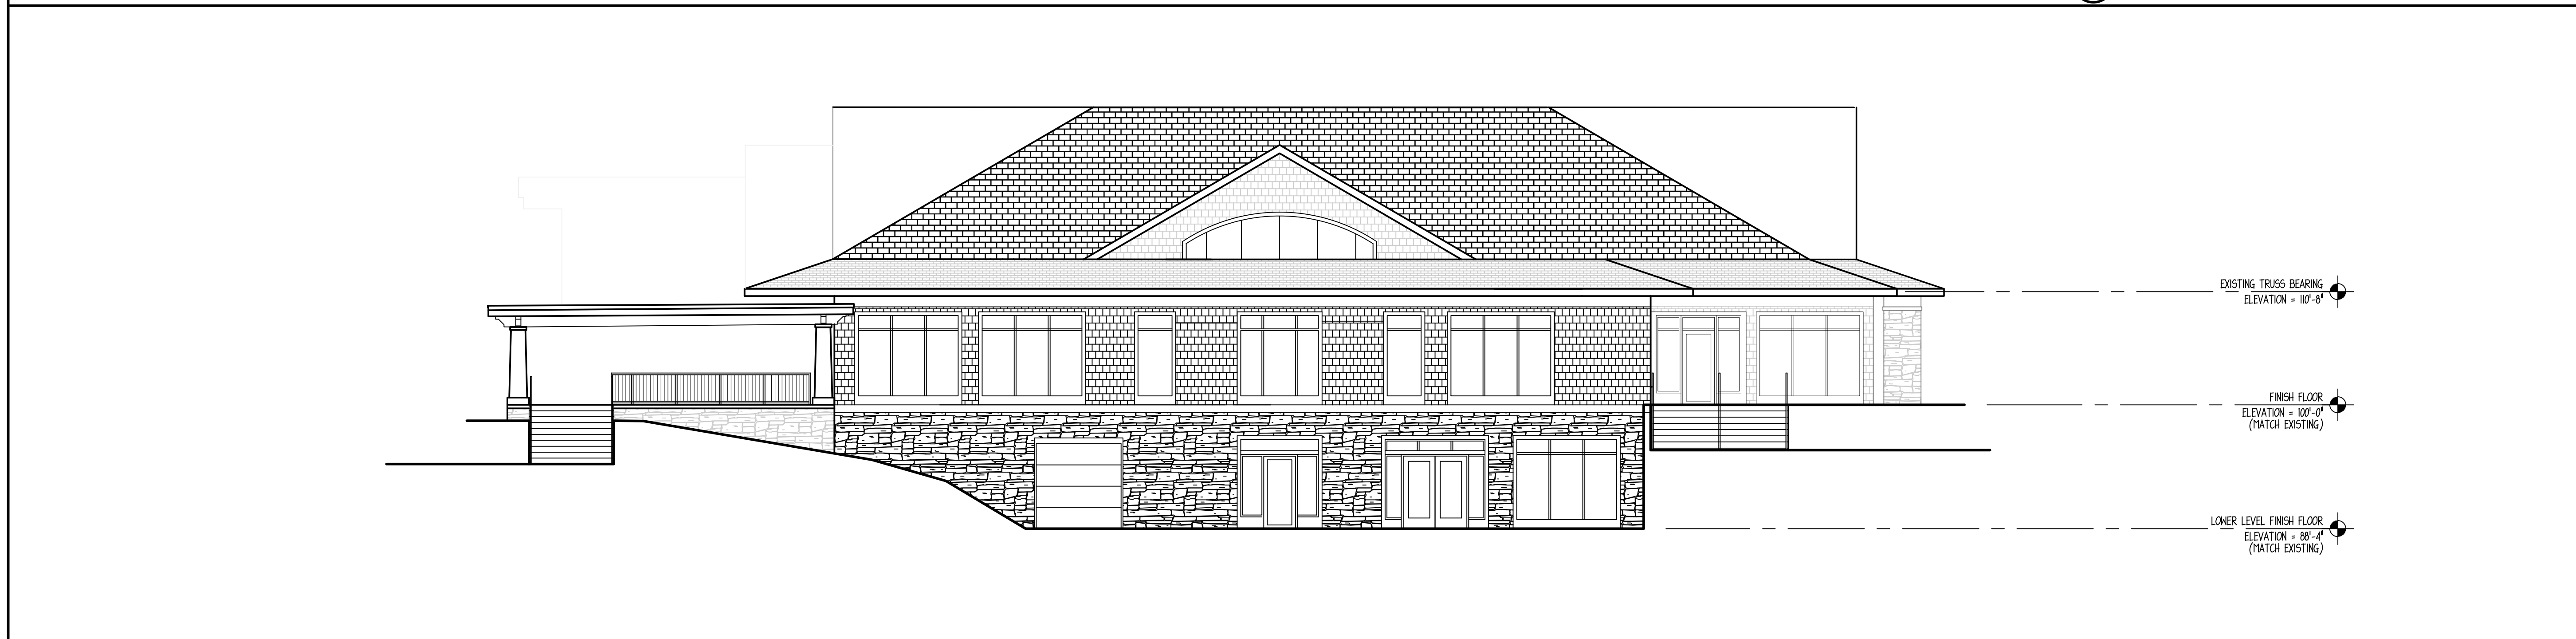 EXISTING TRUSS BEARING
ELEVATION = 110'-8"
FINISH FLOOR
ELEVATION = 100'-0"
(MATCH EXISTING)
LOWER LEVEL FINISH FLOOR
ELEVATION = 88'-4"
(MATCH EXISTING)